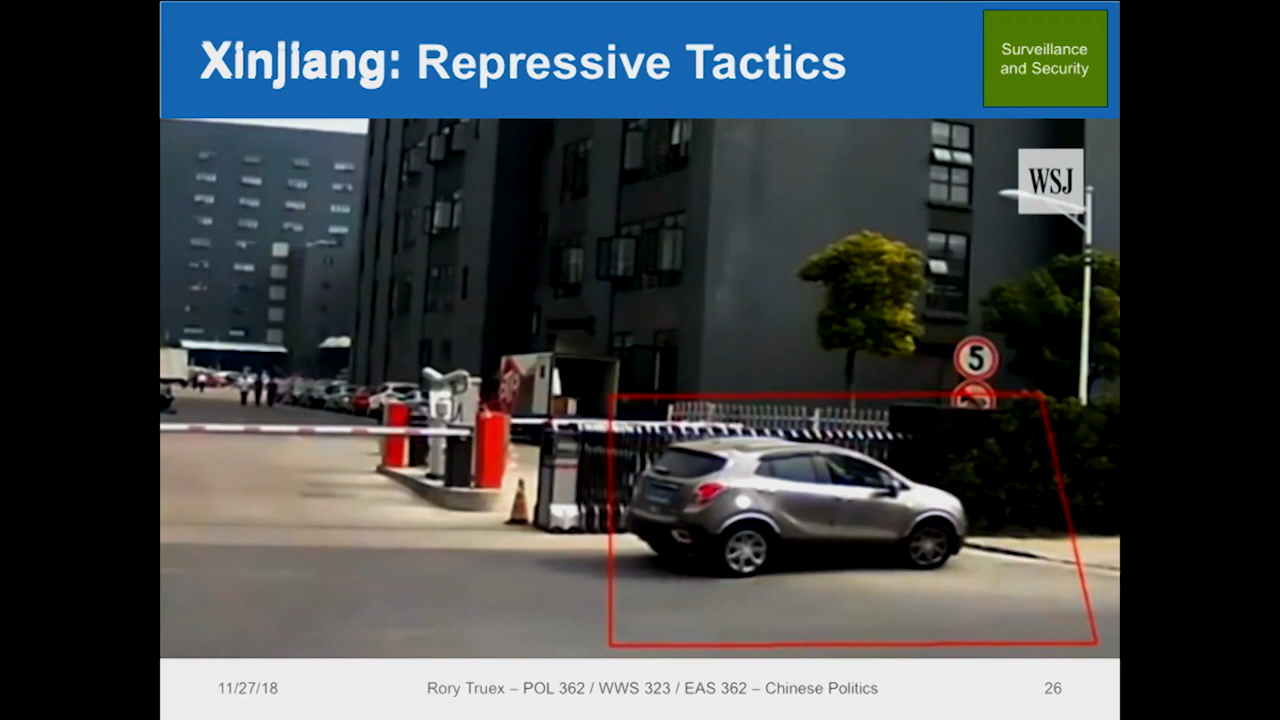 Xinjiang: Repressive Tactics
Surveillance
and Security
WSJ
5
11/27/18
Rory Truex – POL 362 / WWS 323 / EAS 362 – Chinese Politics
26